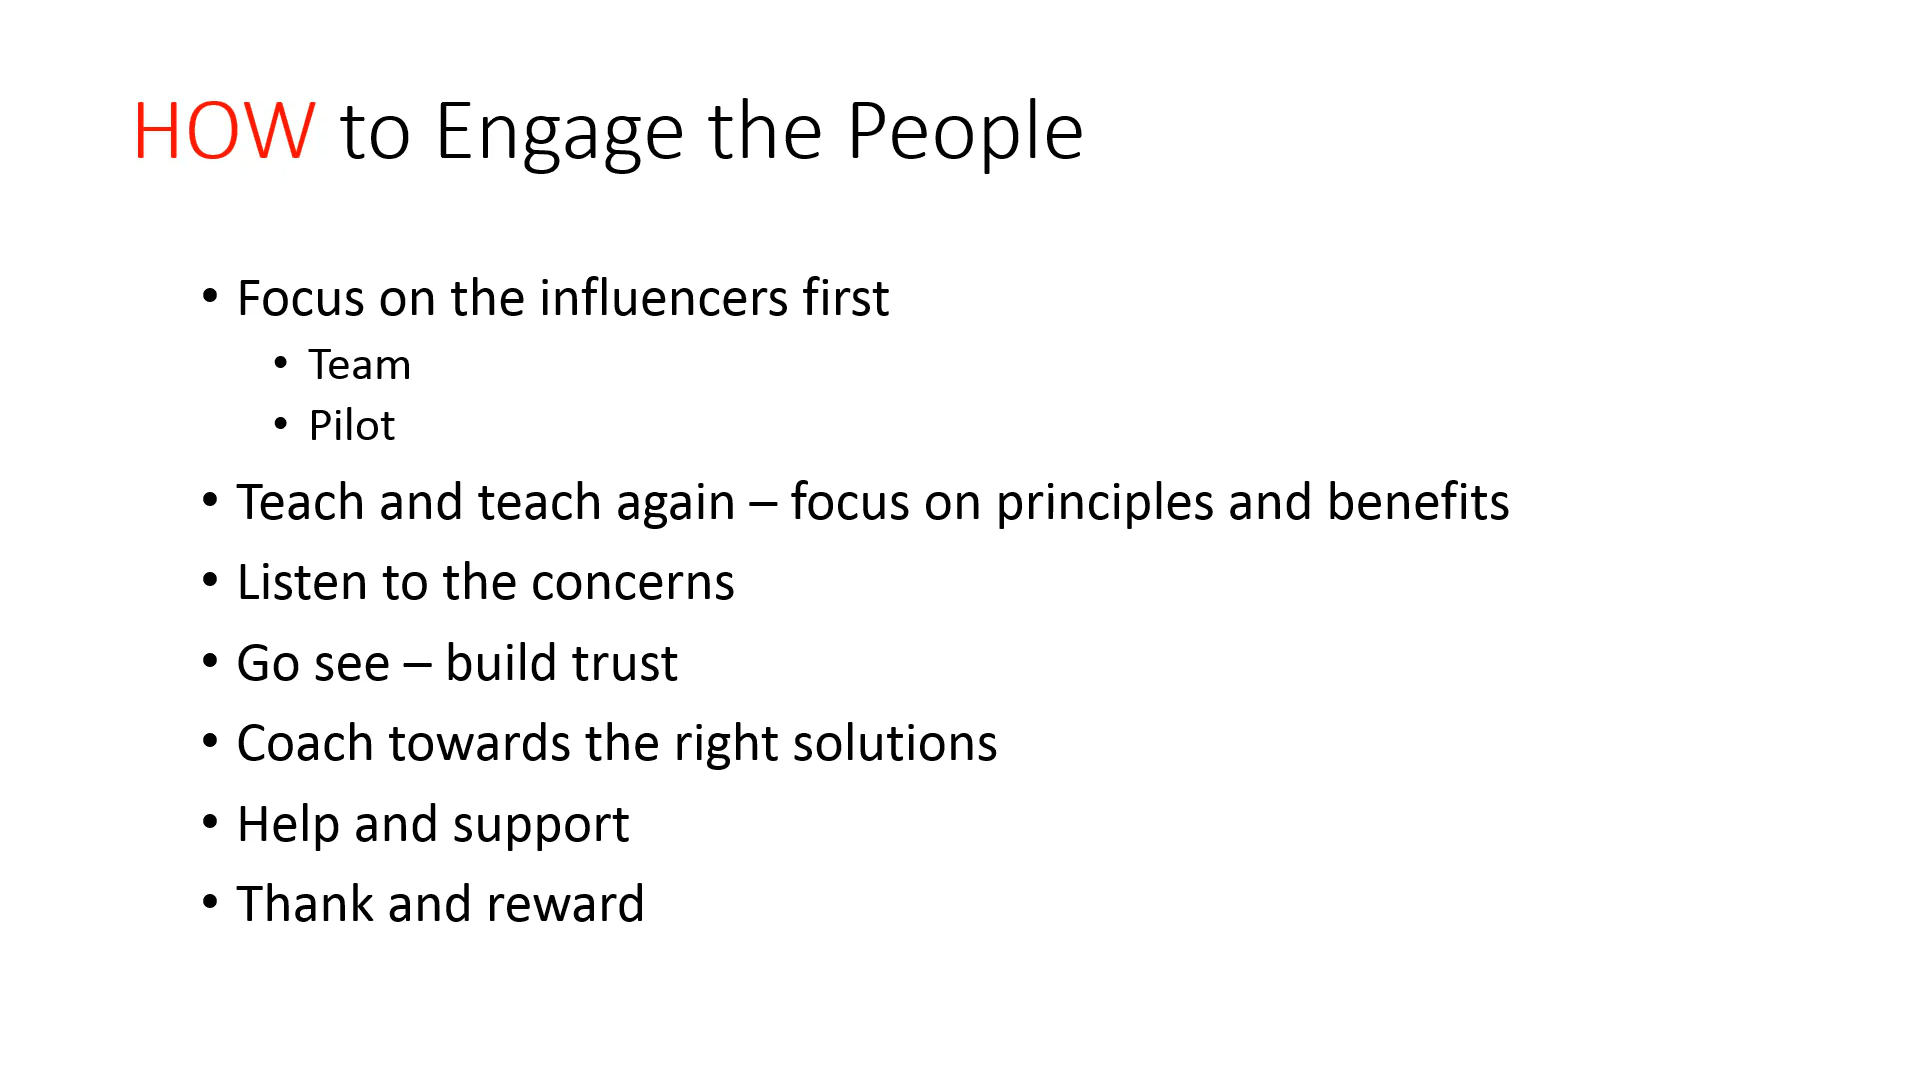 HOW to Engage the People
• Focus on the influencers first
• Team
• Pilot
• Teach and teach again – focus on principles and benefits
• Listen to the concerns
• Go see – build trust
• Coach towards the right solutions
• Help and support
• Thank and reward